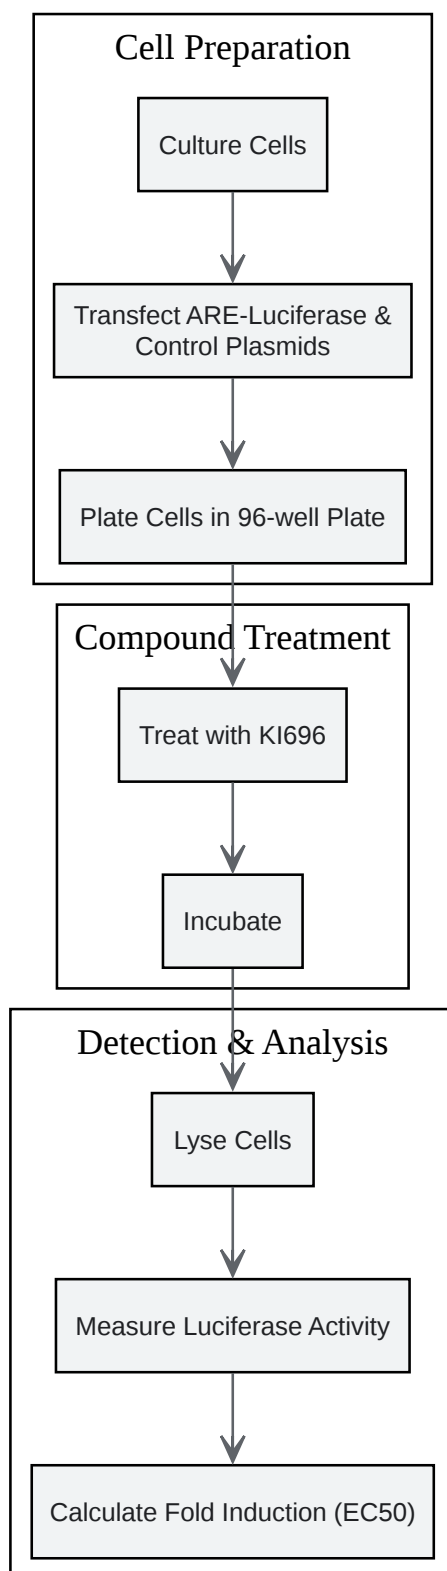 Cell Preparation
Culture Cells
Transfect ARE-Luciferase &
Control Plasmids
Plate Cells in 96-well Plate
Compound Treatment
Treat with KI696
Incubate
Detection & Analysis
Lyse Cells
Measure Luciferase Activity
Calculate Fold Induction (EC50)